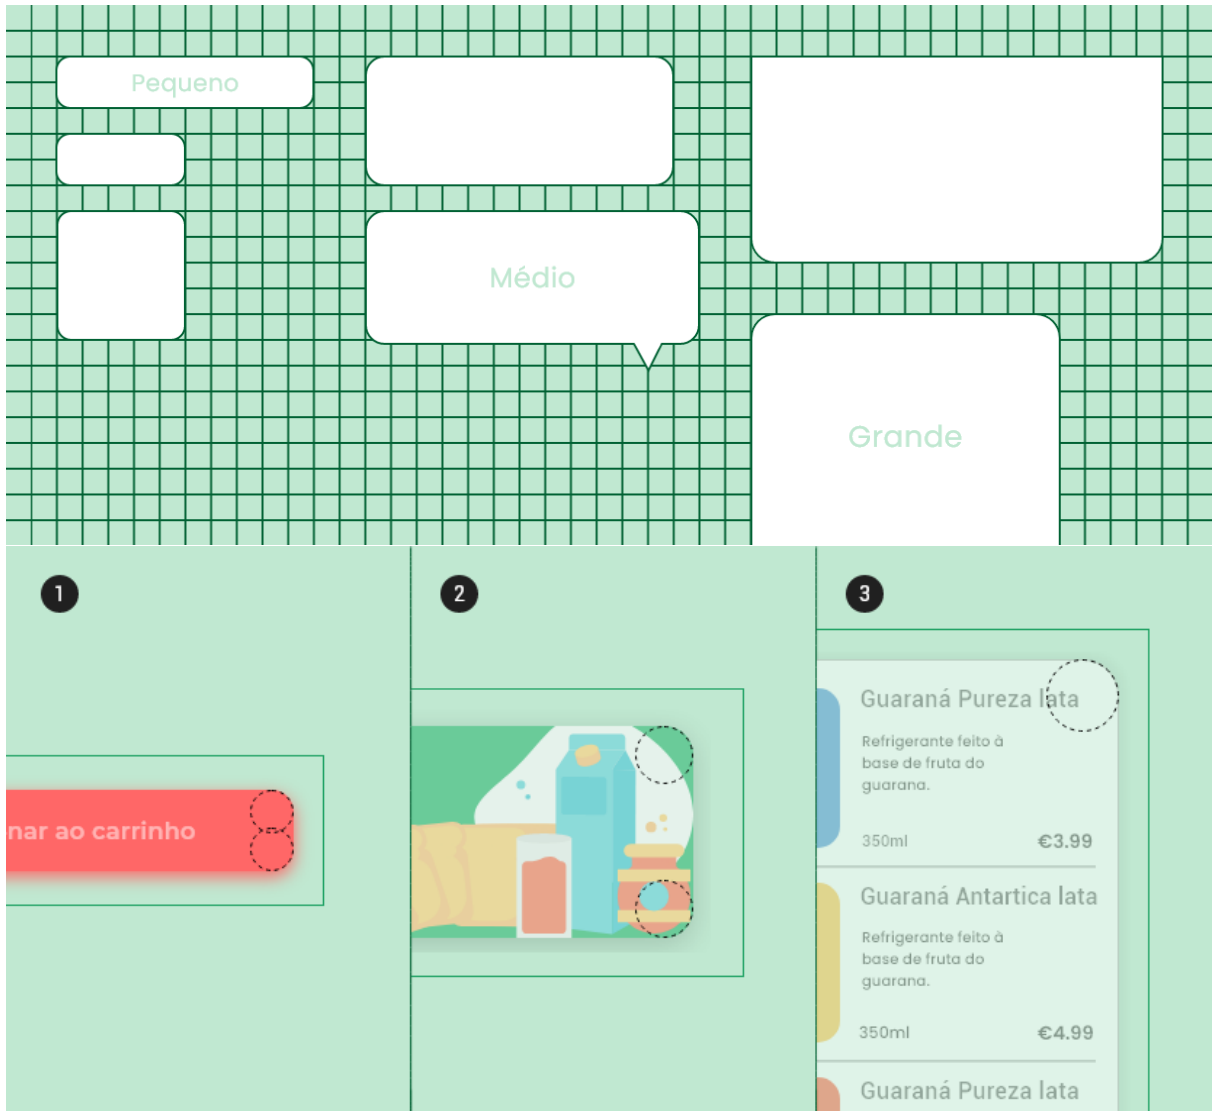 Pequeno
Médio
Grande
1
nar ao carrinho
2
3
Guaraná Pureza lata
Refrigerante feito à
base de fruta do
guarana.
350ml €3.99
Guaraná Antartica lata
Refrigerante feito à
base de fruta do
guarana.
350ml €4.99
Guaraná Pureza lata